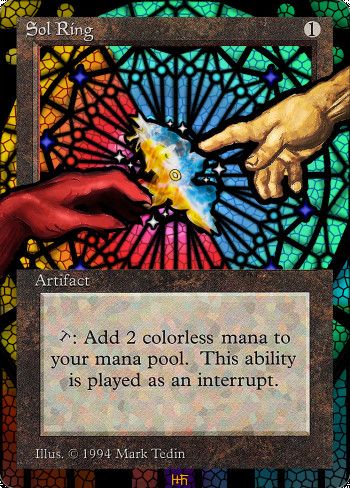 Sol Ring 1
Artifact
: Add 2 colorless mana to
your mana pool. This ability
is played as an interrupt.
Illus. © 1994 Mark Tedin